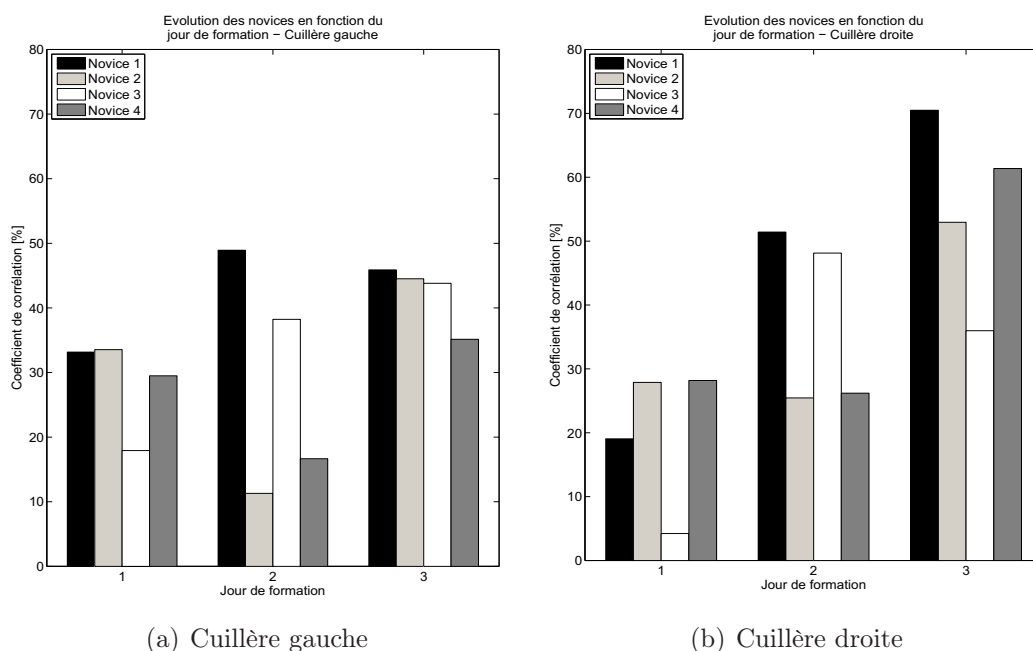 Evolution des novices en fonction du
jour de formation − Cuillère gauche
80
70
60
50
40
30
20
10
0
Coefficient de corrélation [%]
Novice 1
Novice 2
Novice 3
Novice 4
1
2
3
Jour de formation
(a) Cuillère gauche
Evolution des novices en fonction du
jour de formation − Cuillère droite
80
70
60
50
40
30
20
10
0
Coefficient de corrélation [%]
Novice 1
Novice 2
Novice 3
Novice 4
1
2
3
Jour de formation
(b) Cuillère droite